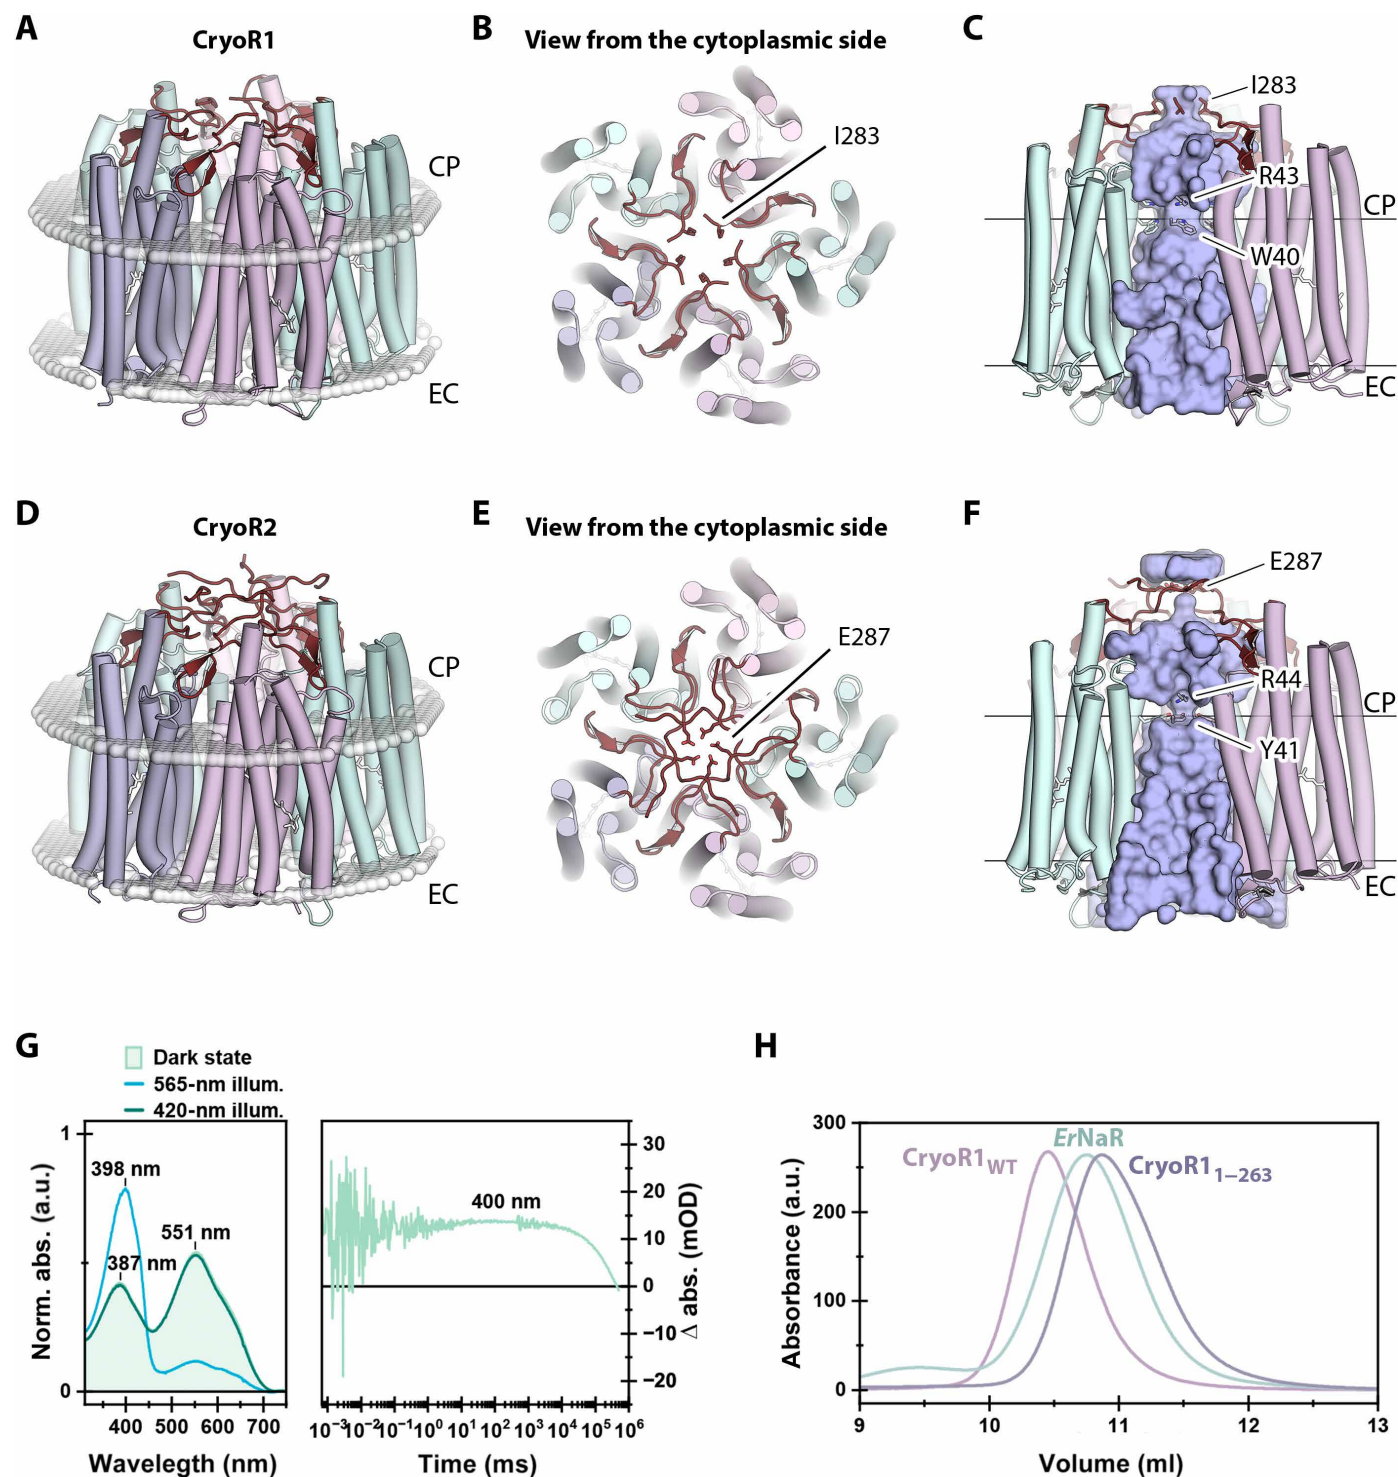 A
CryoR1
CP
EC
B
View from the cytoplasmic side
I283
C
I283
R43
CP
W40
EC
D
CryoR2
CP
EC
E
View from the cytoplasmic side
E287
F
E287
R44
CP
Y41
EC
G
Dark state
565-nm illum.
420-nm illum.
1
398 nm
551 nm
387 nm
0
Norm. abs. (a.u.)
400 500 600 700
Wavelegth (nm)
400 nm
30
20
10
0
−10
−20
Δ abs. (mOD)
10⁻³ 10⁻² 10⁻¹ 10⁰ 10¹ 10² 10³ 10⁴ 10⁵ 10⁶
Time (ms)
H
300
200
100
0
Absorbance (a.u.)
CryoR1WT
ErNaR
CryoR11–263
9 10 11 12 13
Volume (ml)